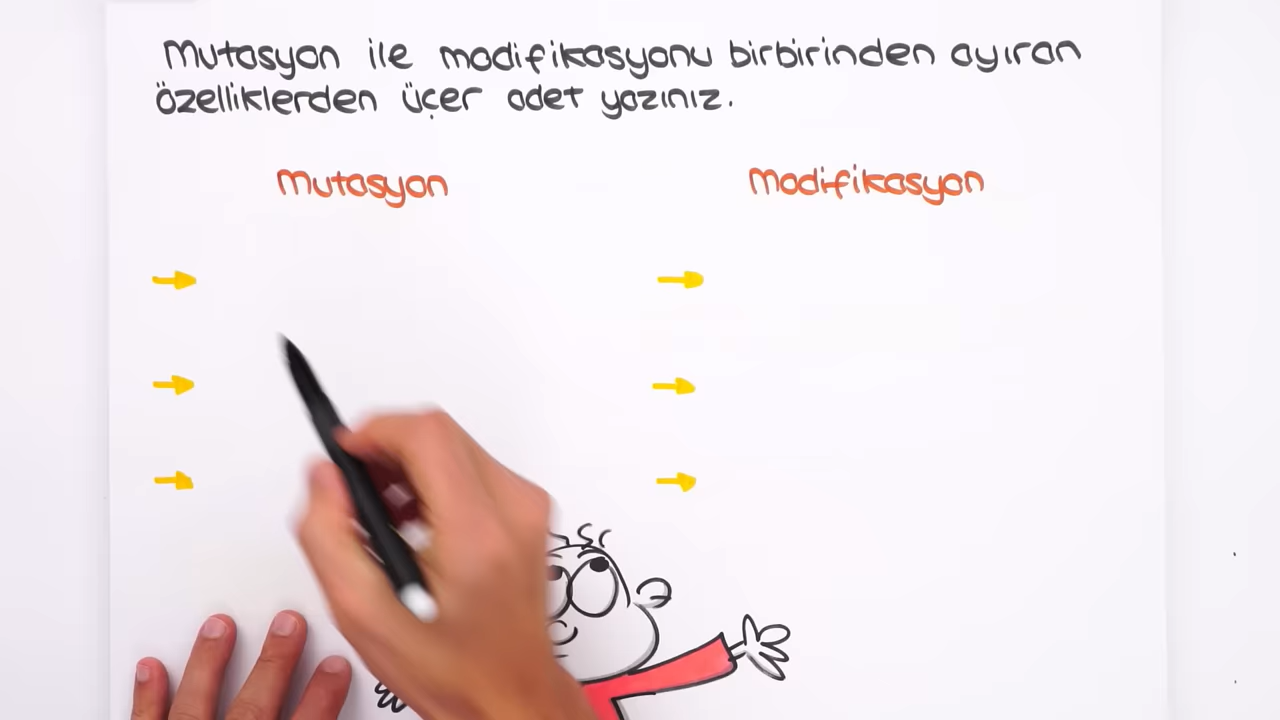 Mutasyon ile modifikasyonu birbirinden ayıran
özelliklerden üçer adet yazınız.
Mutasyon
Modifikasyon